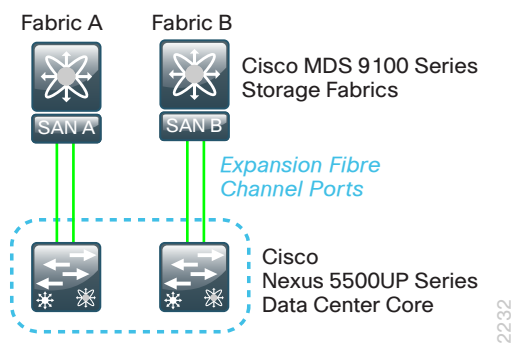 Fabric A
Fabric B
Cisco MDS 9100 Series
Storage Fabrics
SAN A
SAN B
Expansion Fibre
Channel Ports
Cisco
Nexus 5500UP Series
Data Center Core
2232